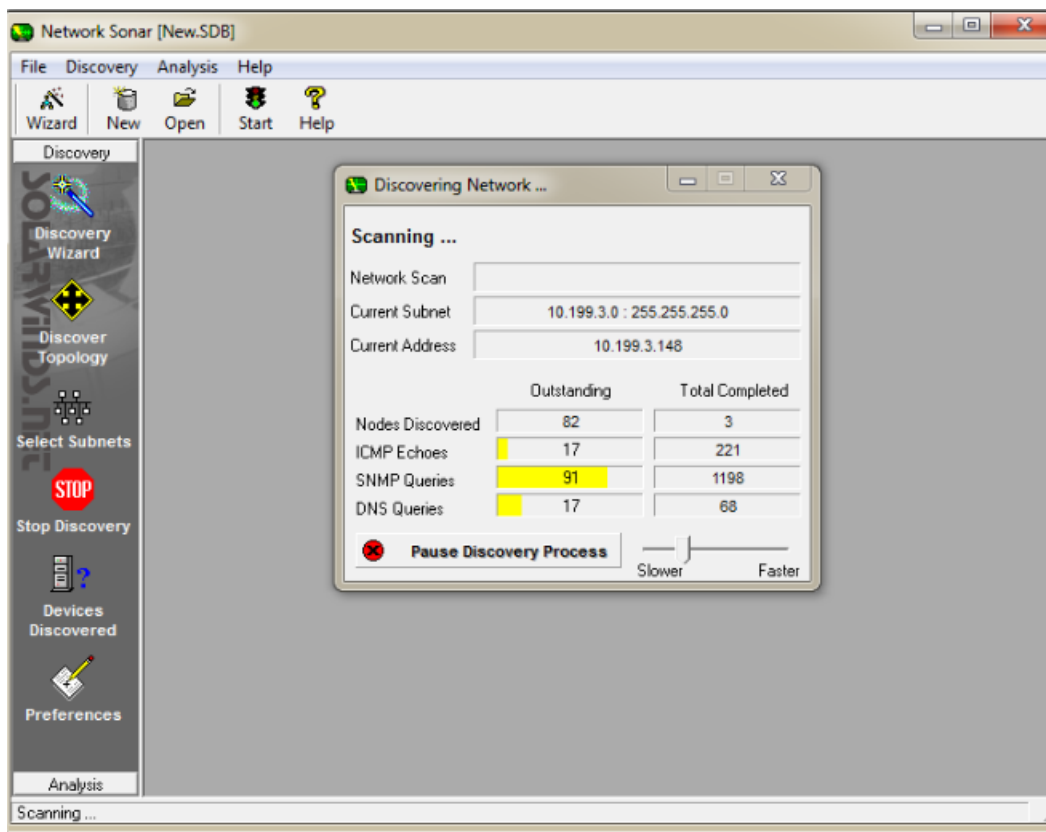 Network Sonar [New.SDB]
File Discovery Analysis Help
Wizard New Open Start Help
Discovery
SOLARWINDS.NET
Discovery
Wizard
Discover
Topology
Select Subnets
STOP
Stop Discovery
?
Devices
Discovered
Preferences
Analysis
Scanning ...
Discovering Network ...
Scanning ...
Network Scan
Current Subnet 10.199.3.0 : 255.255.255.0
Current Address 10.199.3.148
Outstanding Total Completed
Nodes Discovered 82 3
ICMP Echoes 17 221
SNMP Queries 91 1198
DNS Queries 17 68
Pause Discovery Process
Slower Faster